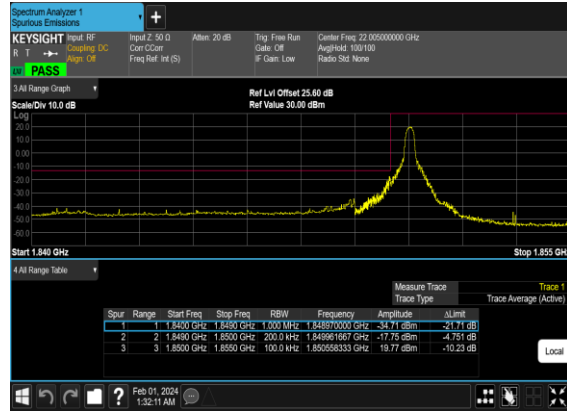 Spectrum Analyzer 1
Spurious Emissions
KEYSIGHT Input: RF Input Z: 50 Ω Atten: 20 dB Trig: Free Run Center Freq: 22.005000000 GHz
R T Coupling: DC Corr CCorr Gate: Off Avg|Hold: 100/100
Align: Off Freq Ref: Int (S) IF Gain: Low Radio Std: None
PASS
3 All Range Graph
Ref Lvl Offset 25.60 dB
Scale/Div 10.0 dB Ref Value 30.00 dBm
Log
20.0
10.0
0.00
-10.0
-20.0
-30.0
-40.0
-50.0
-60.0
Start 1.840 GHz Stop 1.855 GH
4 All Range Table
Measure Trace Trace 1
Trace Type Trace Average (Active)
Spur Range Start Freq Stop Freq RBW Frequency Amplitude ΔLimit
1 1 1.8400 GHz 1.8490 GHz 1.000 MHz 1.848970000 GHz -34.71 dBm -21.71 dB
2 2 1.8490 GHz 1.8500 GHz 200.0 kHz 1.849961667 GHz -17.75 dBm -4.751 dB
3 3 1.8500 GHz 1.8550 GHz 100.0 kHz 1.850558333 GHz 19.77 dBm -10.23 dB
Local
? Feb 01, 2024
1:32:11 AM